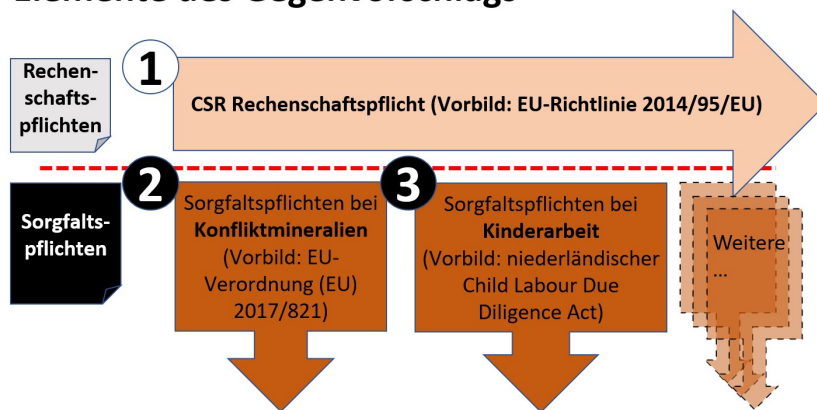 Elemente des Gegenvorschlags
Rechen-
schafts-
pflichten
1
CSR Rechenschaftspflicht (Vorbild: EU-Richtlinie 2014/95/EU)
Sorgfalts-
pflichten
2
Sorgfaltspflichten bei
Konfliktmineralien
(Vorbild: EU-
Verordnung (EU)
2017/821)
3
Sorgfaltspflichten bei
Kinderarbeit
(Vorbild: niederländischer
Child Labour Due
Diligence Act)
Weitere
...